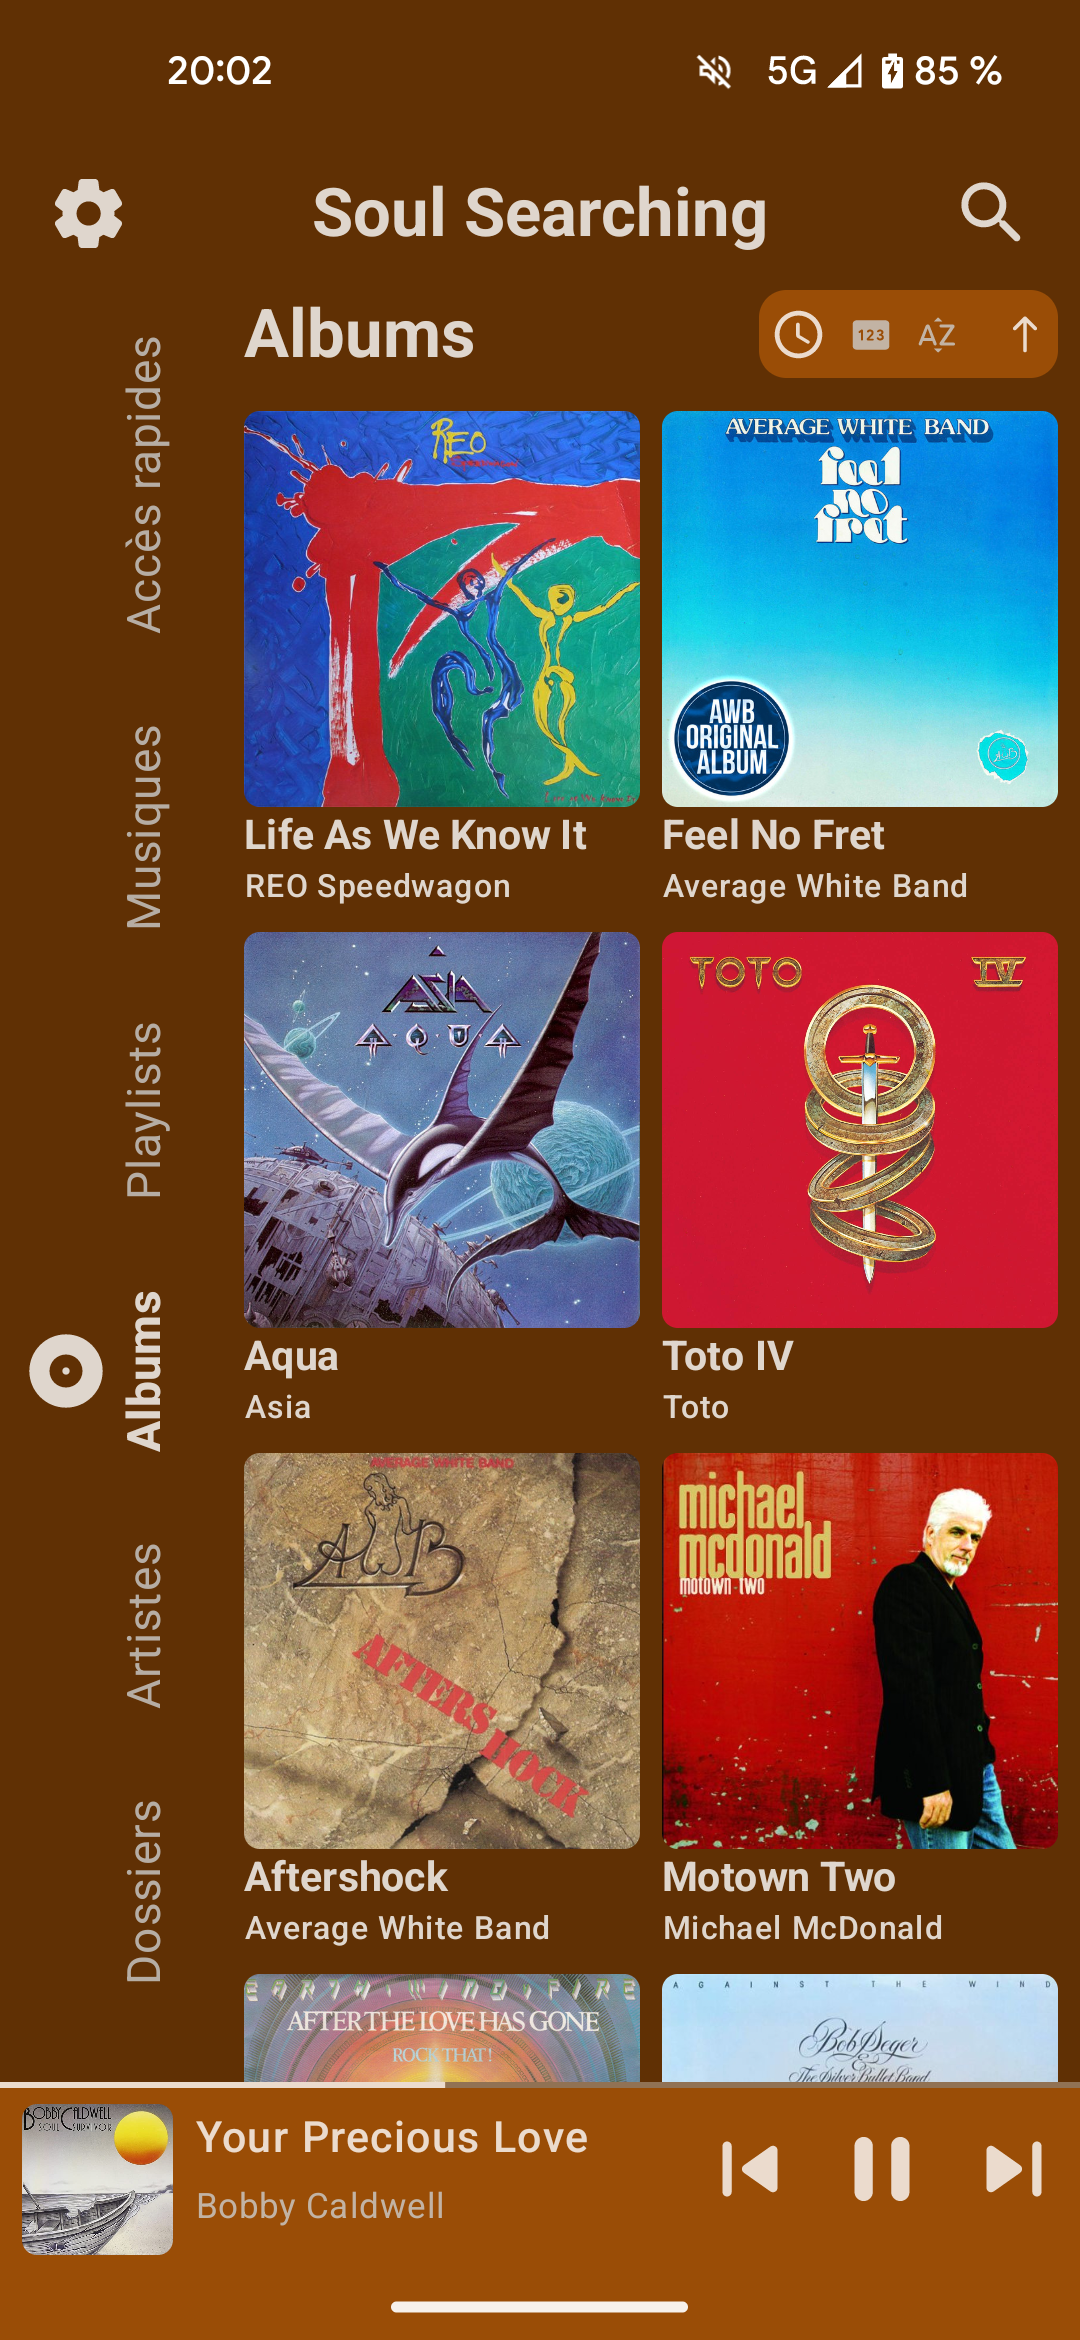 20:02
5G
85 %
Soul Searching
Albums
123
AZ
Accès rapides
Musiques
Playlists
Albums
Artistes
Dossiers
REO
Life As We Know It
REO Speedwagon
AVERAGE WHITE BAND
feel
no
fret
AWB
ORIGINAL
ALBUM
Feel No Fret
Average White Band
ASIA
AQUA
Aqua
Asia
TOTO
IV
Toto IV
Toto
AVERAGE WHITE BAND
AWB
AFTERSHOCK
Aftershock
Average White Band
michael
mcdonald
motown two
Motown Two
Michael McDonald
EARTH WIND & FIRE
AFTER THE LOVE HAS GONE
ROCK THAT!
AGAINST THE WIND
Bob Seger
&
The Silver Bullet Band
BOBBY CALDWELL
SOUL SURVIVOR
Your Precious Love
Bobby Caldwell